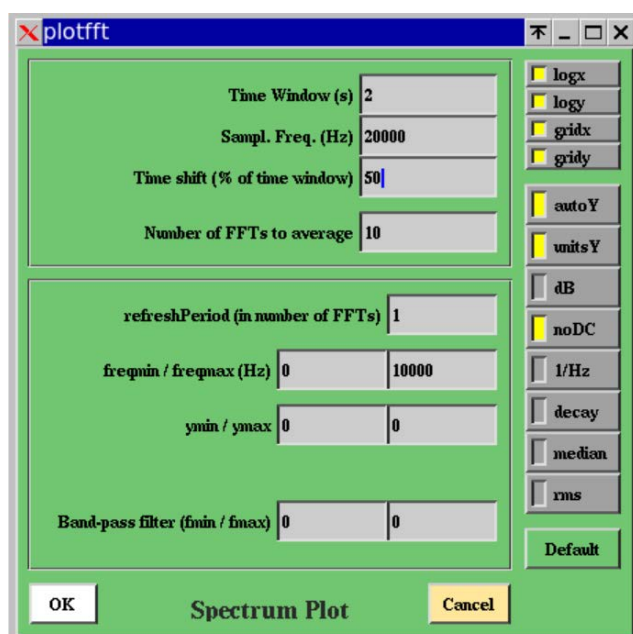 plotfft
Time Window (s) 2
Sampl. Freq. (Hz) 20000
Time shift (% of time window) 50
Number of FFTs to average 10
refreshPeriod (in number of FFTs) 1
freqmin / freqmax (Hz) 0 10000
ymin / ymax 0 0
Band-pass filter (fmin / fmax) 0 0
logx
logy
gridx
gridy
autoY
unitsY
dB
noDC
1/Hz
decay
median
rms
Default
OK Spectrum Plot Cancel